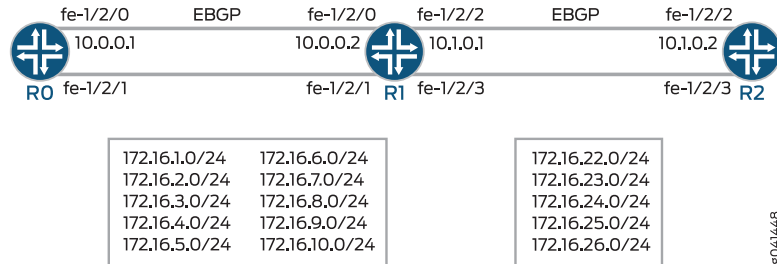 fe-1/2/0 EBGP fe-1/2/0 fe-1/2/2 EBGP fe-1/2/2
10.0.0.1 10.0.0.2 10.1.0.1 10.1.0.2
R0 fe-1/2/1 fe-1/2/1 R1 fe-1/2/3 fe-1/2/3 R2
172.16.1.0/24 172.16.6.0/24 172.16.22.0/24
172.16.2.0/24 172.16.7.0/24 172.16.23.0/24
172.16.3.0/24 172.16.8.0/24 172.16.24.0/24
172.16.4.0/24 172.16.9.0/24 172.16.25.0/24
172.16.5.0/24 172.16.10.0/24 172.16.26.0/24
g041448